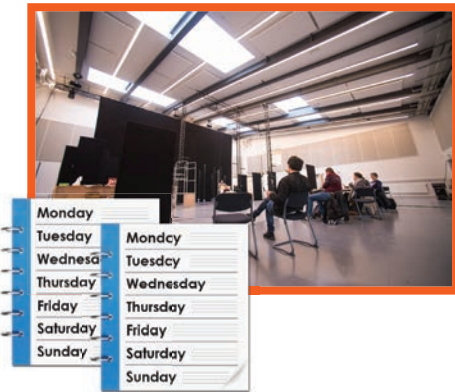 Monday
Tuesday
Wednesa
Thursday
Friday
Saturday
Sunday
Mondcy
Tuesdcy
Wednesday
Thursday
Friday
Saturday
Sunday